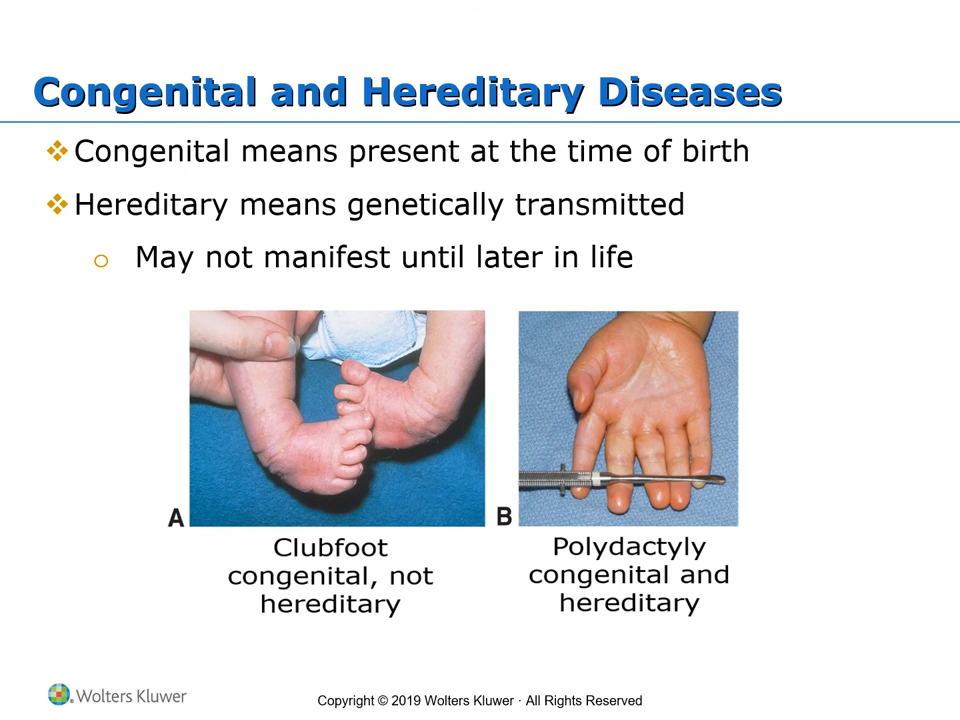 Congenital and Hereditary Diseases
Congenital means present at the time of birth
Hereditary means genetically transmitted
May not manifest until later in life
A
B
Clubfoot
congenital, not
hereditary
Polydactyly
congenital and
hereditary
Wolters Kluwer
Copyright © 2019 Wolters Kluwer · All Rights Reserved